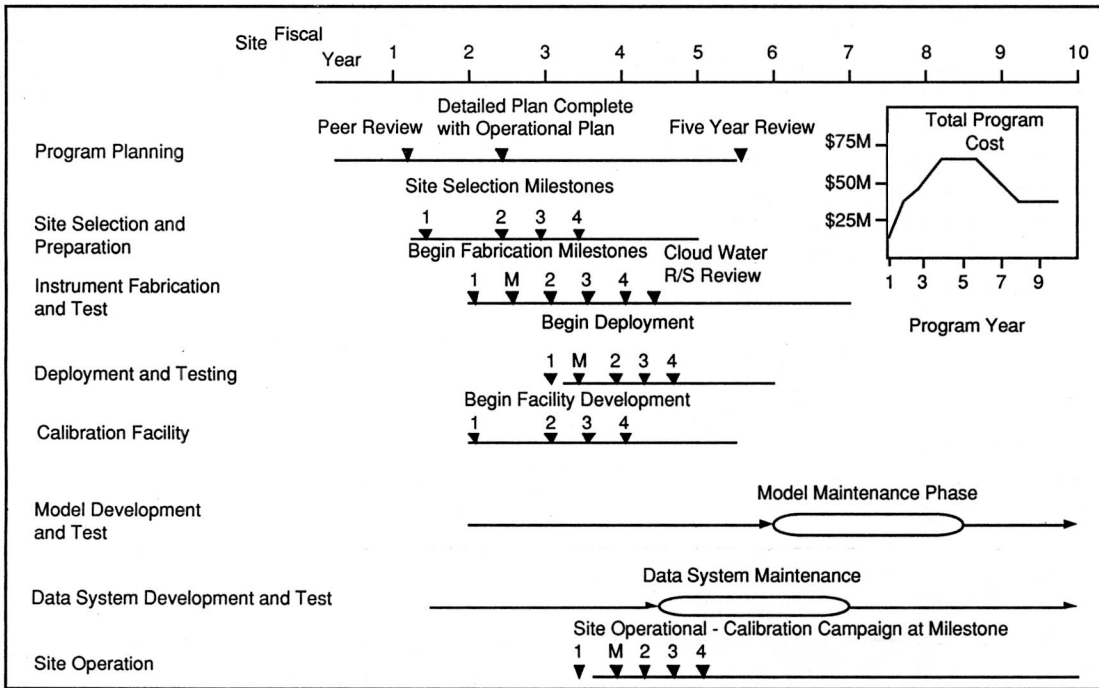 Site Fiscal
Year 1 2 3 4 5 6 7 8 9 10
Detailed Plan Complete
Peer Review with Operational Plan Five Year Review
Program Planning
Site Selection Milestones
Site Selection and
Preparation
1 2 3 4
Begin Fabrication Milestones
Cloud Water
R/S Review
Instrument Fabrication
and Test
1 M 2 3 4
Begin Deployment
Deployment and Testing
1 M 2 3 4
Begin Facility Development
Calibration Facility
1 2 3 4
Model Maintenance Phase
Model Development
and Test
Data System Maintenance
Data System Development and Test
Site Operational - Calibration Campaign at Milestone
Site Operation
1 M 2 3 4
Total Program
Cost
$75M
$50M
$25M
1 3 5 7 9
Program Year